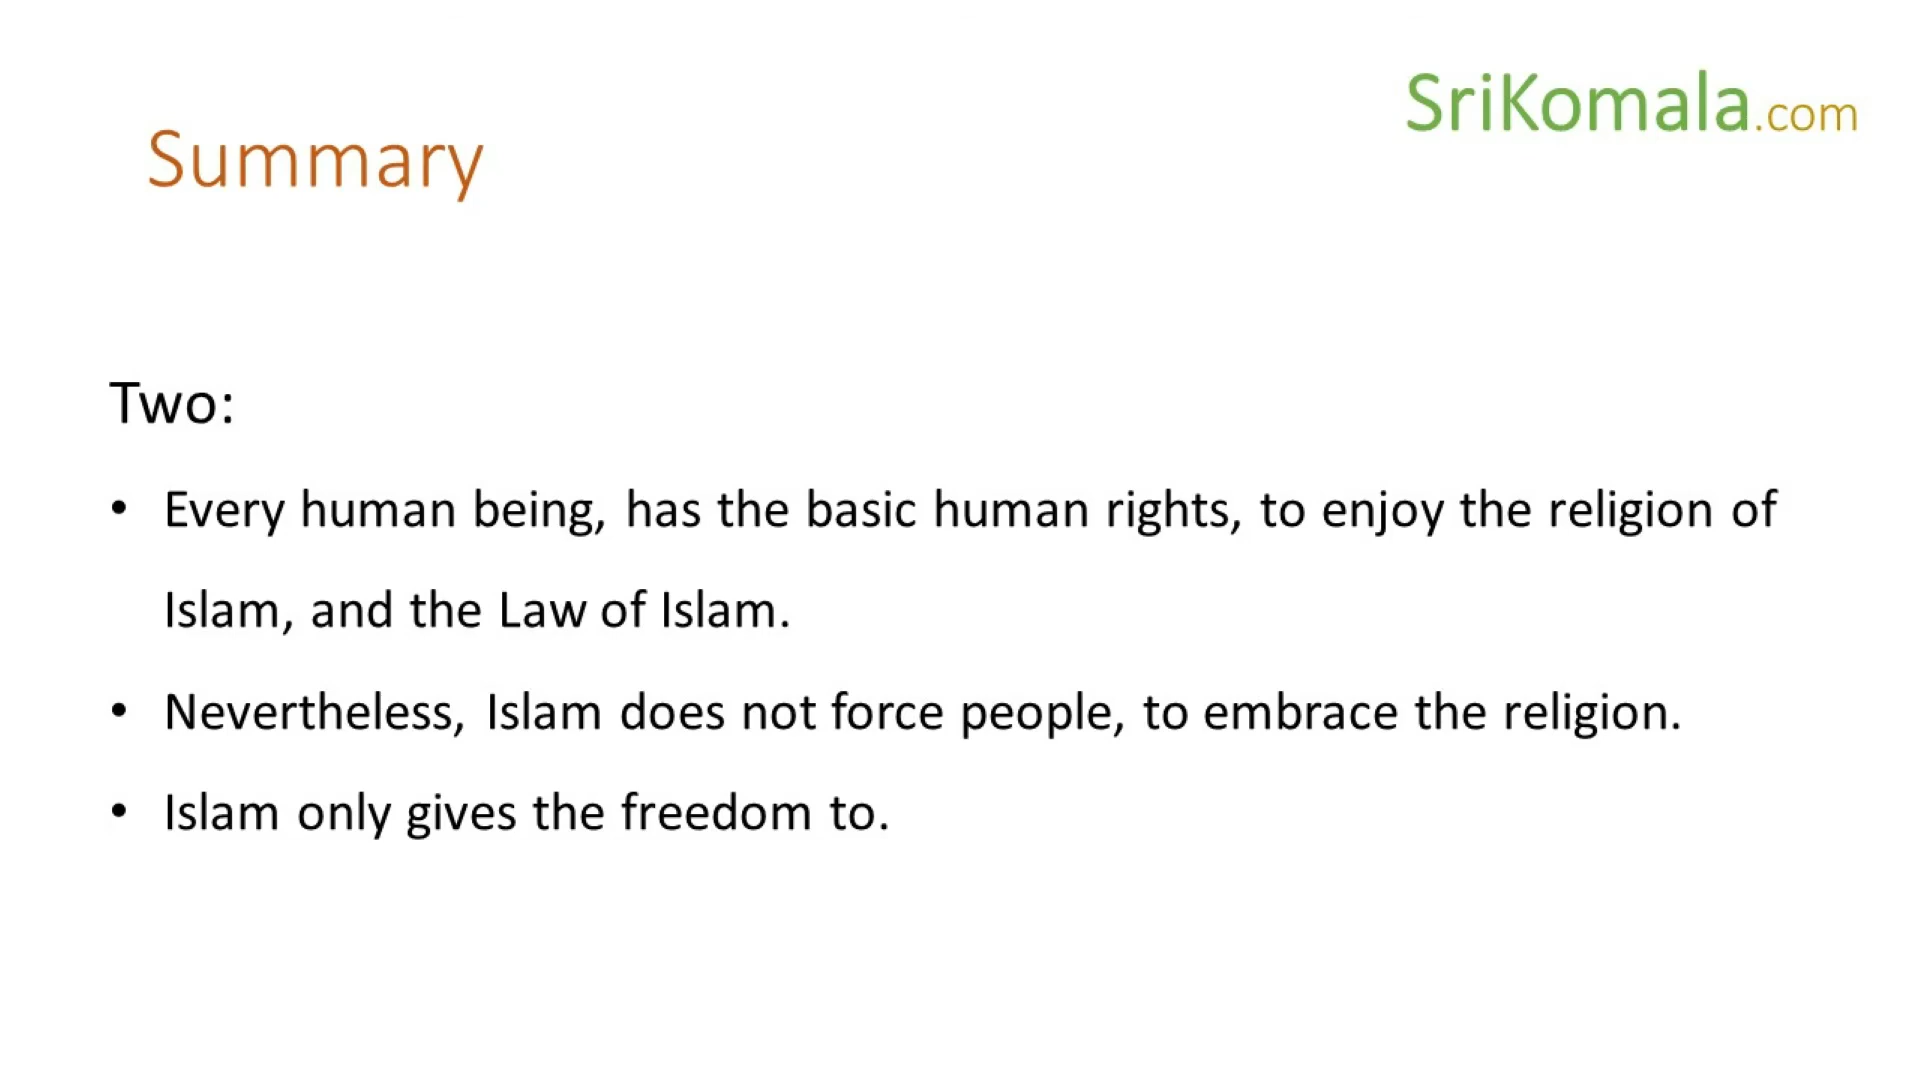 SriKomala.com
Summary
Two:
• Every human being, has the basic human rights, to enjoy the religion of
Islam, and the Law of Islam.
• Nevertheless, Islam does not force people, to embrace the religion.
• Islam only gives the freedom to.